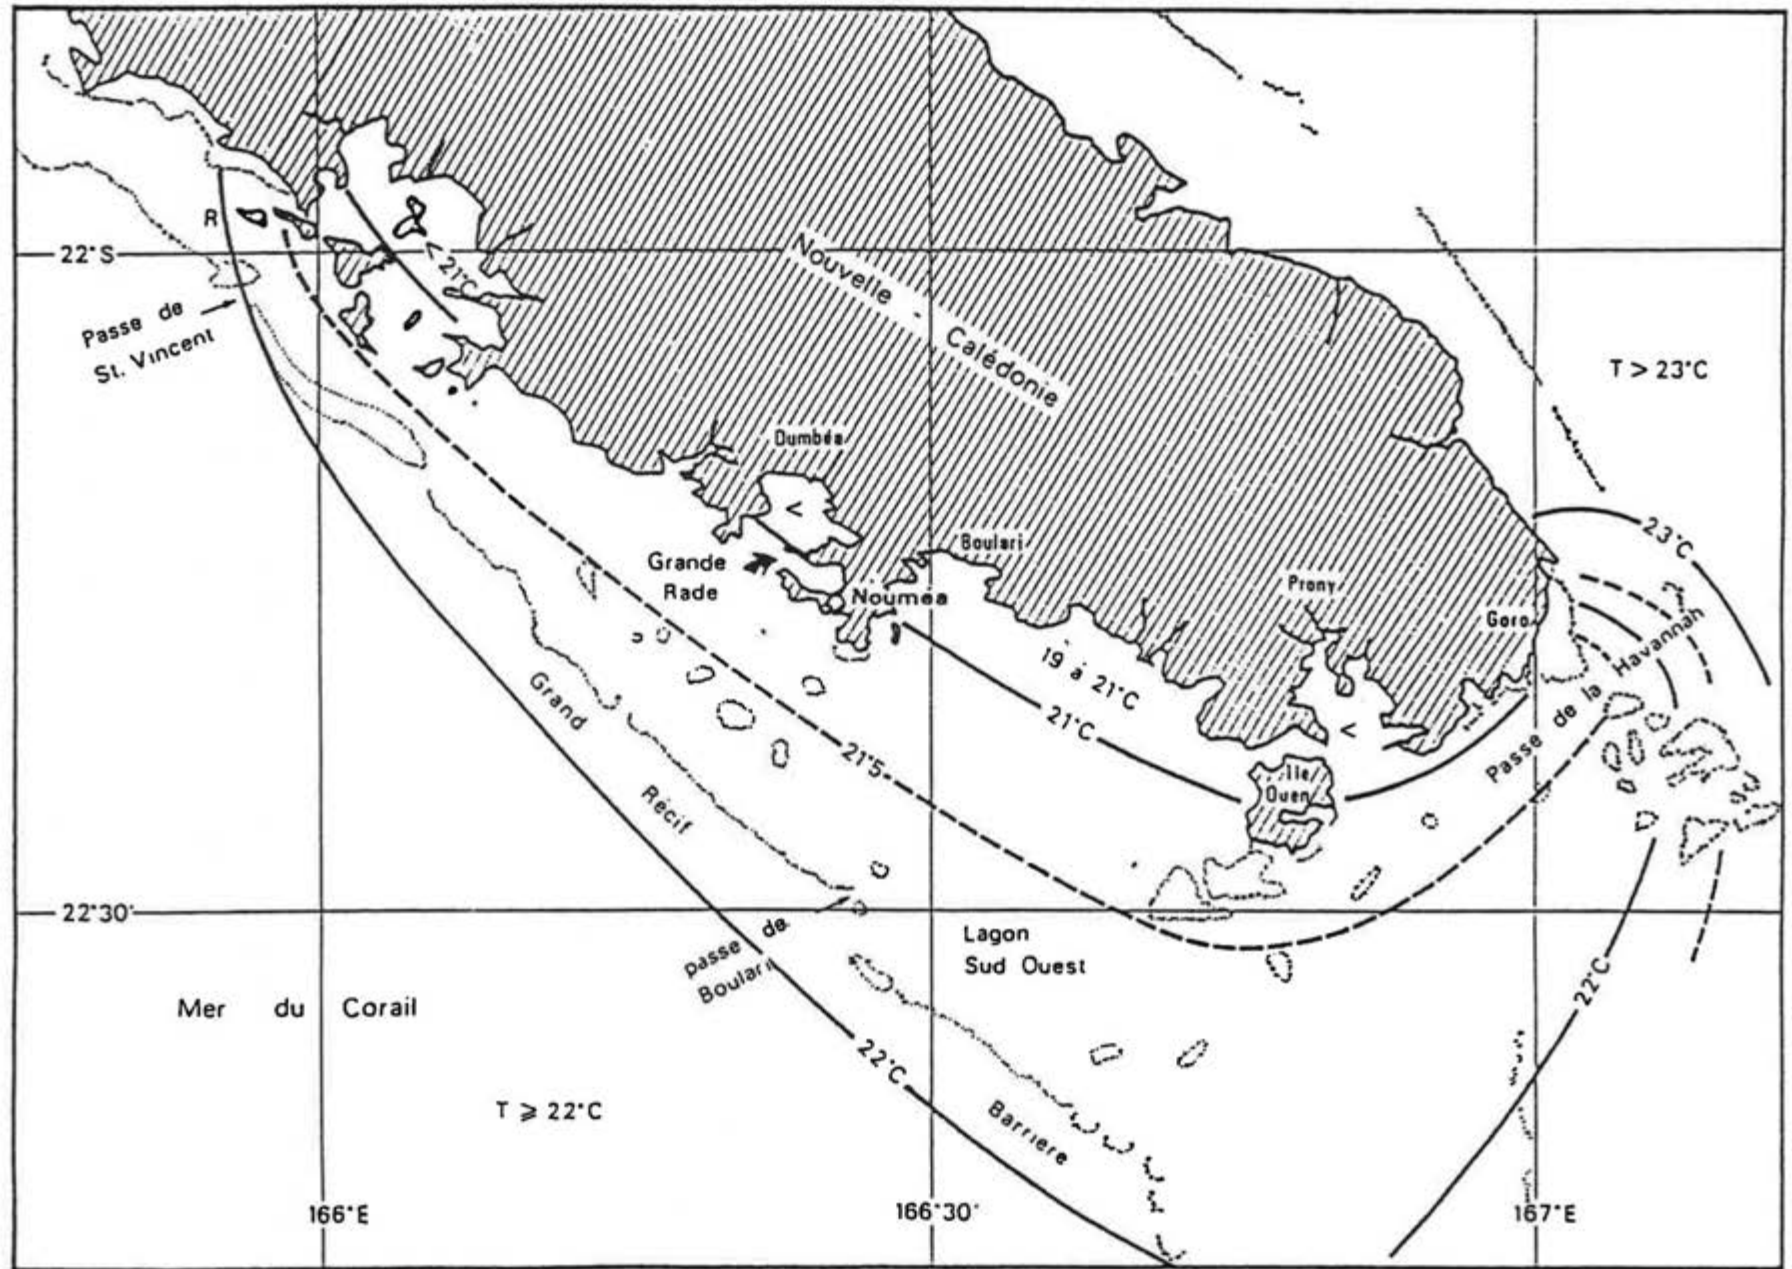 Nouvelle - Calédonie
R
22°S
< 21°C
Passe de
St. Vincent
T > 23°C
Dumbéa
<
23°C
Grande
Rade
Boulari
Nouméa
Prony
Goro
19 à 21°C
21°C
<
Passe de la Havannah
Grand
Récif
Barrière
21°5
Ile
Ouen
22°30'
passe de
Boulari
Lagon
Sud Ouest
22°C
Mer du Corail
22°C
T ⩾ 22°C
166°E
166°30'
167°E